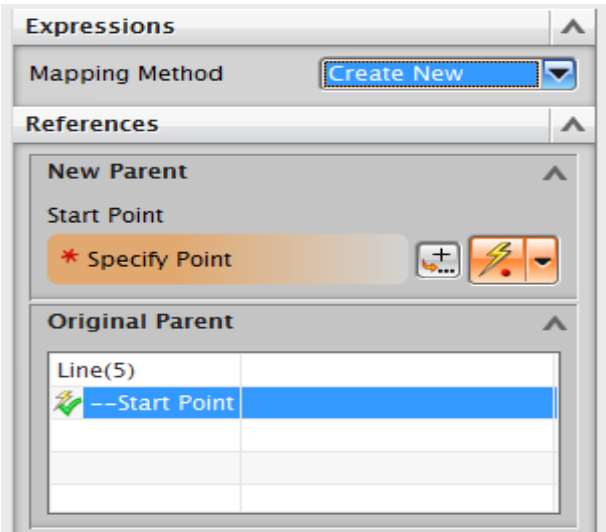 Expressions
Mapping Method Create New
References
New Parent
Start Point
* Specify Point
Original Parent
Line(5)
--Start Point